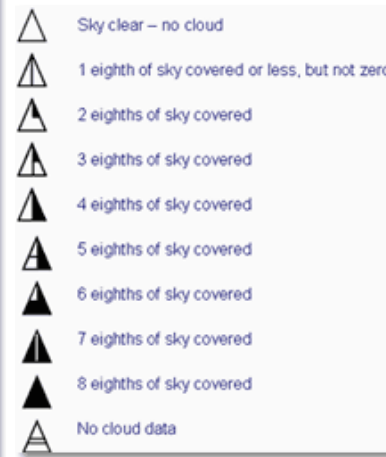 Sky clear – no cloud
1 eighth of sky covered or less, but not zero
2 eighths of sky covered
3 eighths of sky covered
4 eighths of sky covered
5 eighths of sky covered
6 eighths of sky covered
7 eighths of sky covered
8 eighths of sky covered
No cloud data